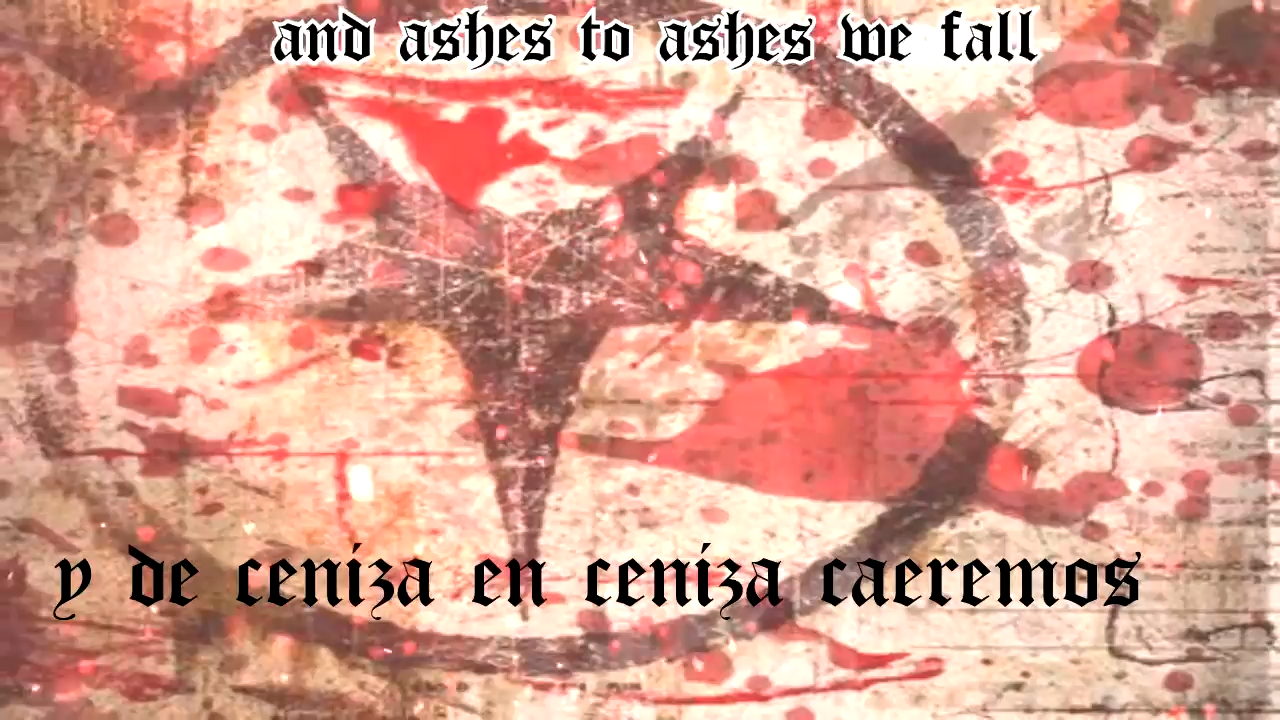 and ashes to ashes we fall
y de ceniza en ceniza caeremos